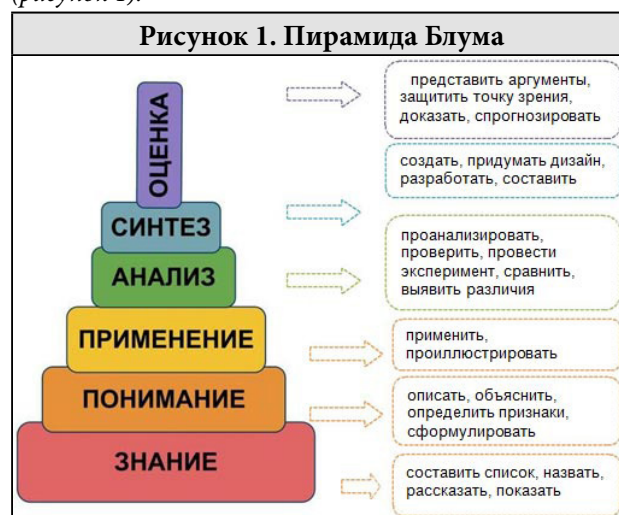 (рисунок 1).
Рисунок 1. Пирамида Блума
ОЦЕНКА
представить аргументы,
защитить точку зрения,
доказать, спрогнозировать
СИНТЕЗ
создать, придумать дизайн,
разработать, составить
АНАЛИЗ
проанализировать,
проверить, провести
эксперимент, сравнить,
выявить различия
ПРИМЕНЕНИЕ
применить,
проиллюстрировать
ПОНИМАНИЕ
описать, объяснить,
определить признаки,
сформулировать
ЗНАНИЕ
составить список, назвать,
рассказать, показать